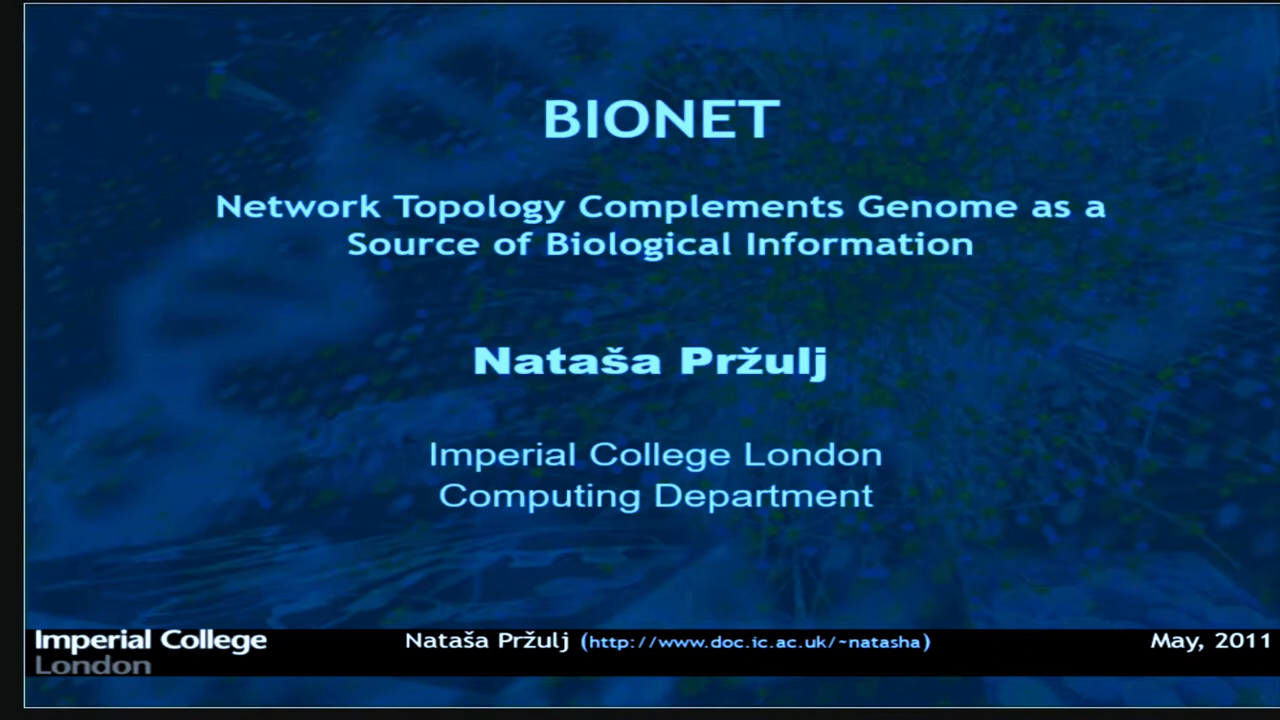 BIONET
Network Topology Complements Genome as a
Source of Biological Information
Nataša Pržulj
Imperial College London
Computing Department
Imperial College
London
Nataša Pržulj (http://www.doc.ic.ac.uk/~natasha)
May, 2011